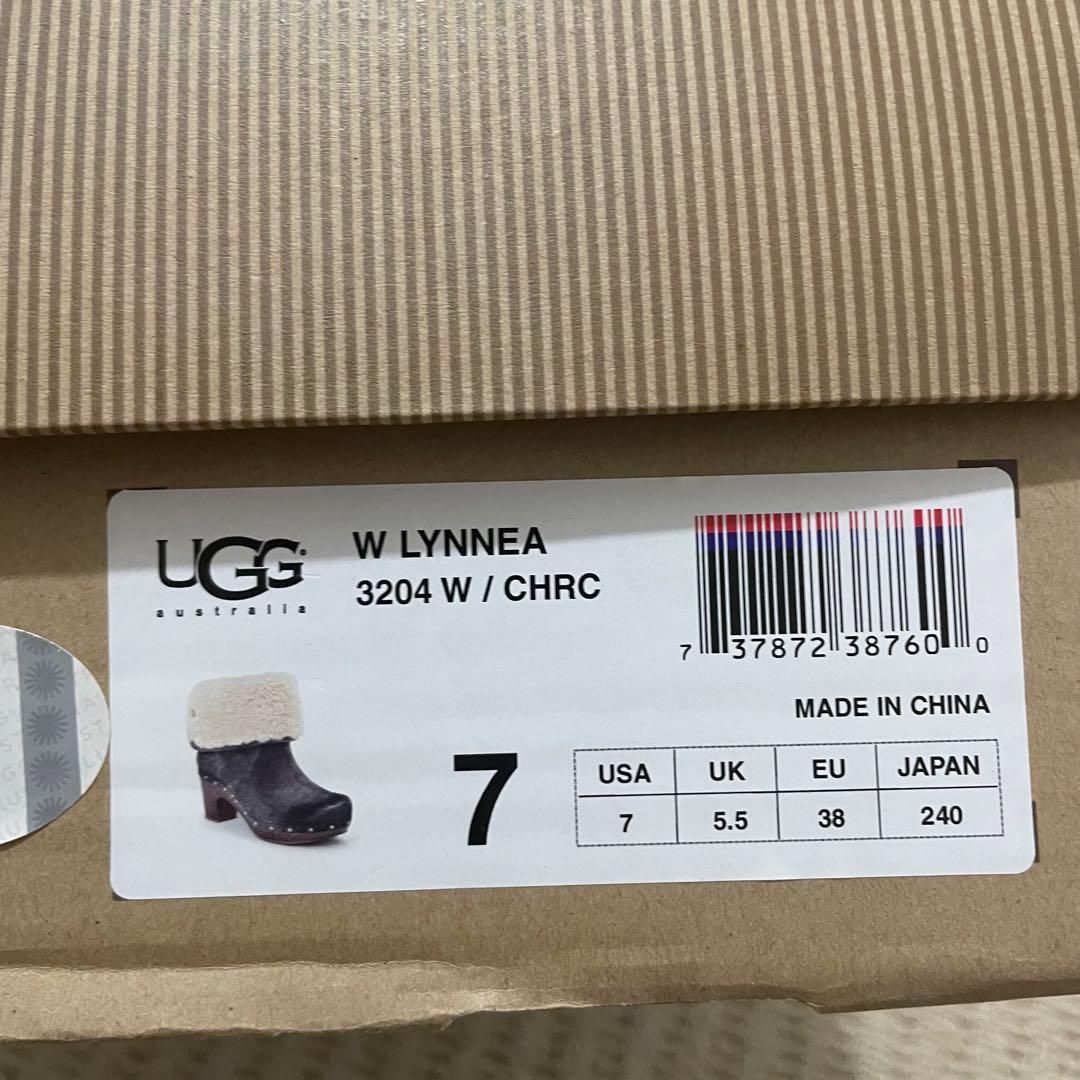 UGG
australia
W LYNNEA
3204 W / CHRC
7 37872 38760 0
MADE IN CHINA
7
USA UK EU JAPAN
7 5.5 38 240